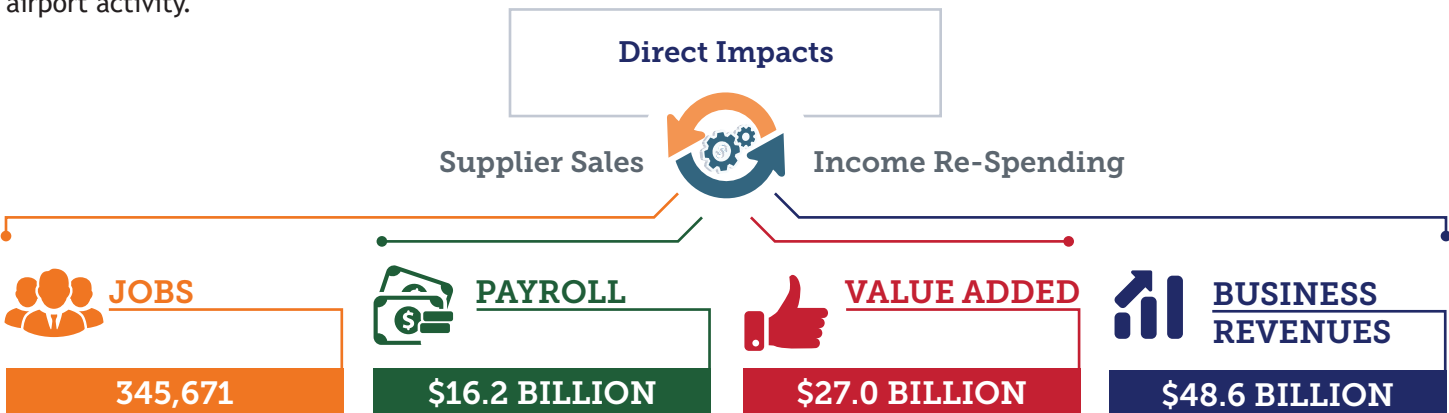 airport activity.
Direct Impacts
Supplier Sales
Income Re-Spending
JOBS
345,671
PAYROLL
$
$16.2 BILLION
VALUE ADDED
$27.0 BILLION
BUSINESS
REVENUES
$48.6 BILLION